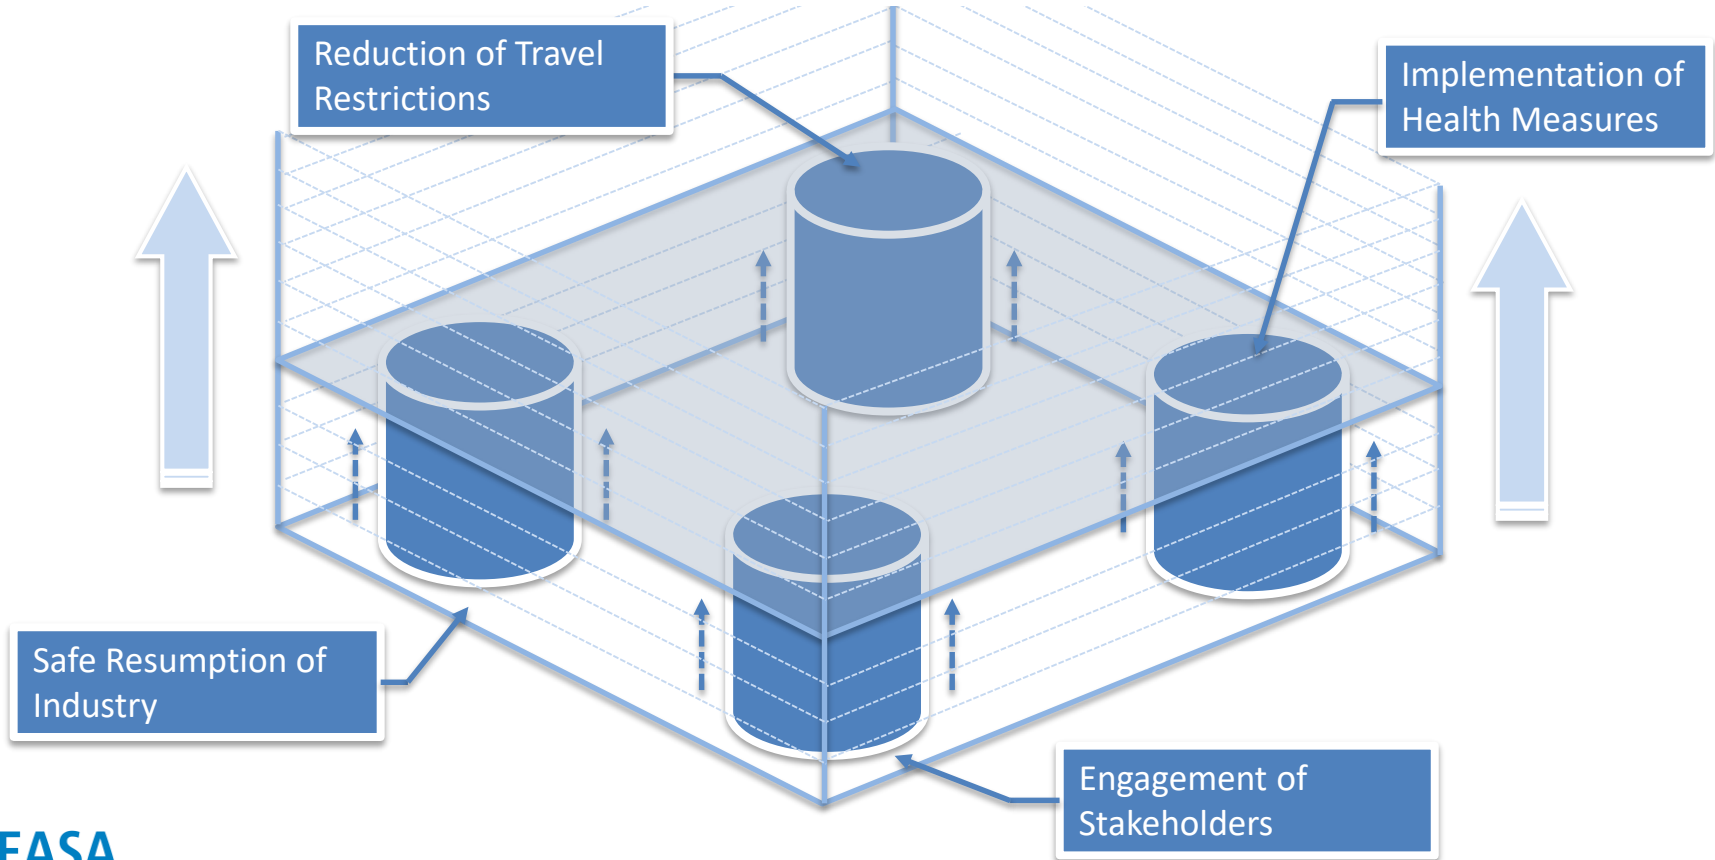 Reduction of Travel
Restrictions
Implementation of
Health Measures
Safe Resumption of
Industry
Engagement of
Stakeholders
EASA